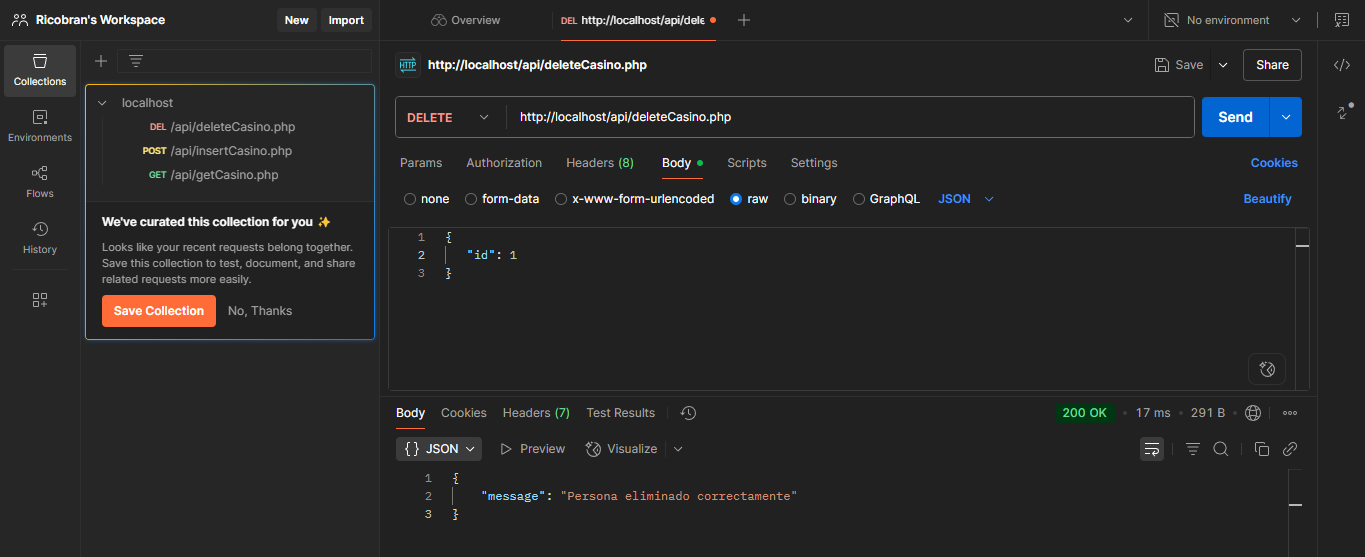 Ricobran's Workspace New Import Overview DEL http://localhost/api/dele No environment
Collections
Environments
Flows
History
localhost
DEL /api/deleteCasino.php
POST /api/insertCasino.php
GET /api/getCasino.php
We've curated this collection for you ✨
Looks like your recent requests belong together.
Save this collection to test, document, and share
related requests more easily.
Save Collection No, Thanks
HTTP http://localhost/api/deleteCasino.php Save Share
DELETE http://localhost/api/deleteCasino.php Send
Params Authorization Headers (8) Body Scripts Settings Cookies
none form-data x-www-form-urlencoded raw binary GraphQL JSON Beautify
1 {
2 "id": 1
3 }
Body Cookies Headers (7) Test Results 200 OK • 17 ms • 291 B
{ } JSON Preview Visualize
1 {
2 "message": "Persona eliminado correctamente"
3 }